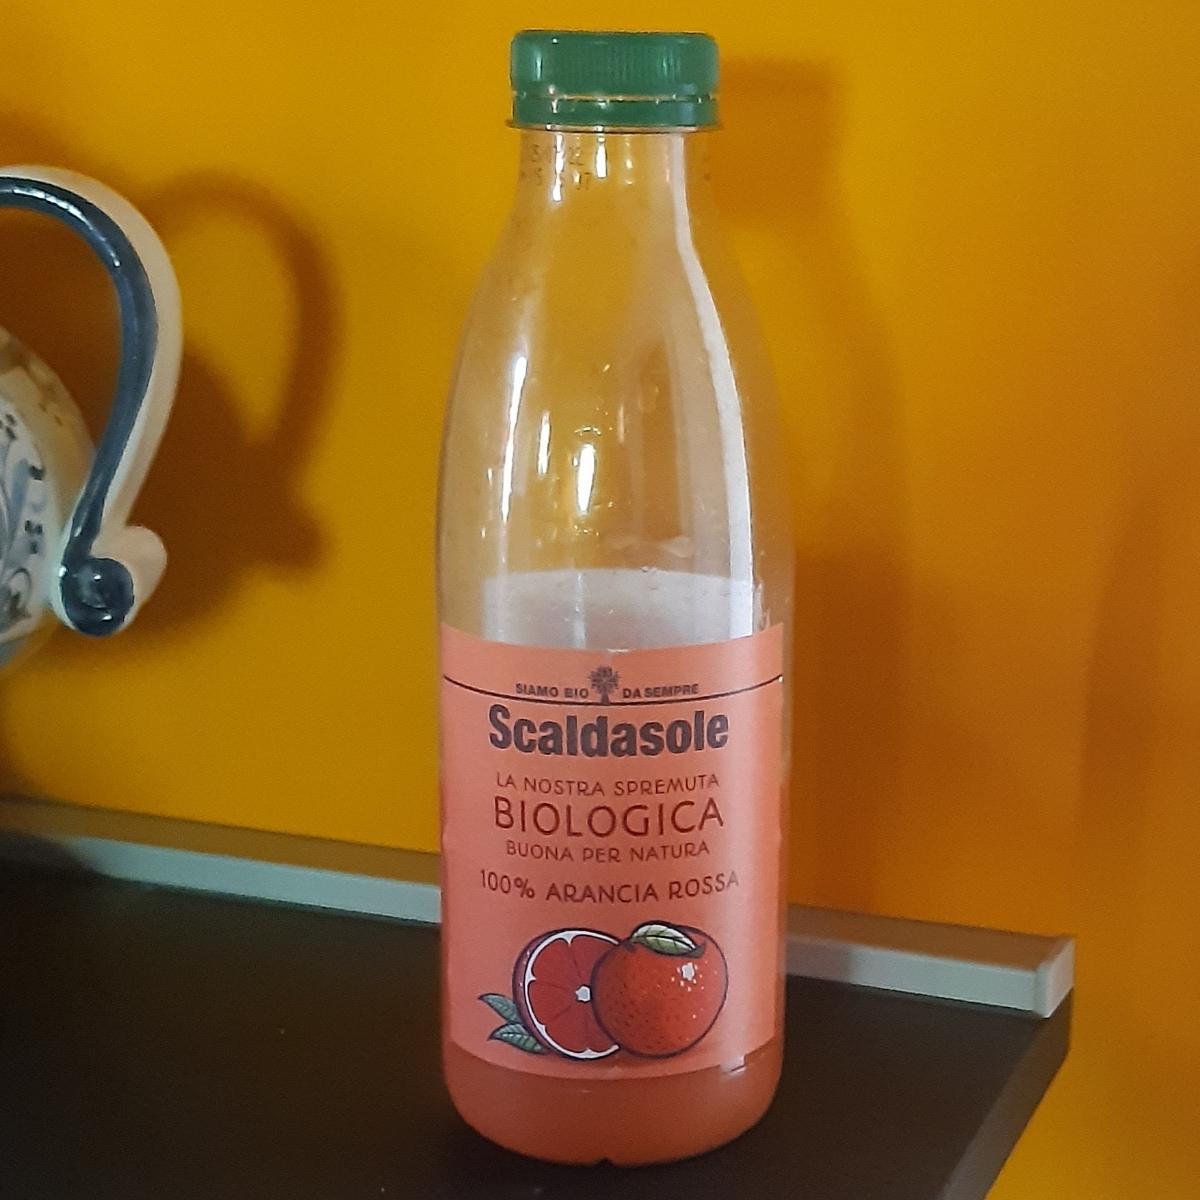 SIAMO BIO DA SEMPRE
Scaldasole
LA NOSTRA SPREMUTA
BIOLOGICA
BUONA PER NATURA
100% ARANCIA ROSSA